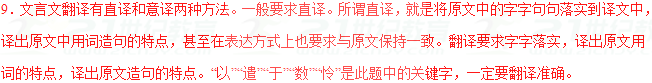 9．文言文翻译有直译和意译两种方法。一般要求直译。所谓直译，就是将原文中的字字句句落实到译文中，
译出原文中用词造句的特点，甚至在表达方式上也要求与原文保持一致。翻译要求字字落实，译出原文用
词的特点，译出原文造句的特点。“以”“遣”“于”“数”“怜”是此题中的关键字，一定要翻译准确。